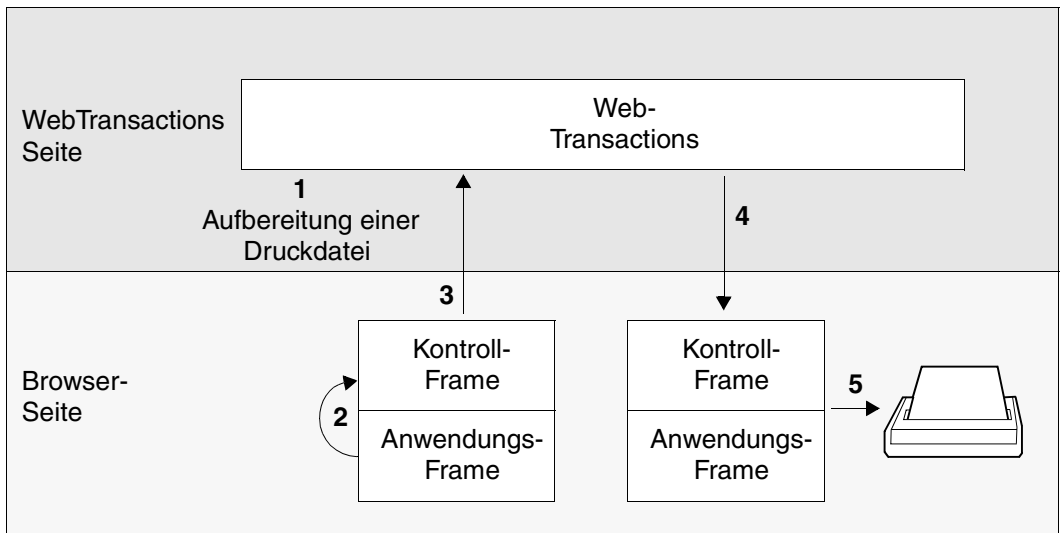 Web-
Transactions
WebTransactions
Seite
1
Aufbereitung einer
Druckdatei
4
3
Kontroll-
Frame
Kontroll-
Frame
Browser-
Seite
2
5
Anwendungs-
Frame
Anwendungs-
Frame